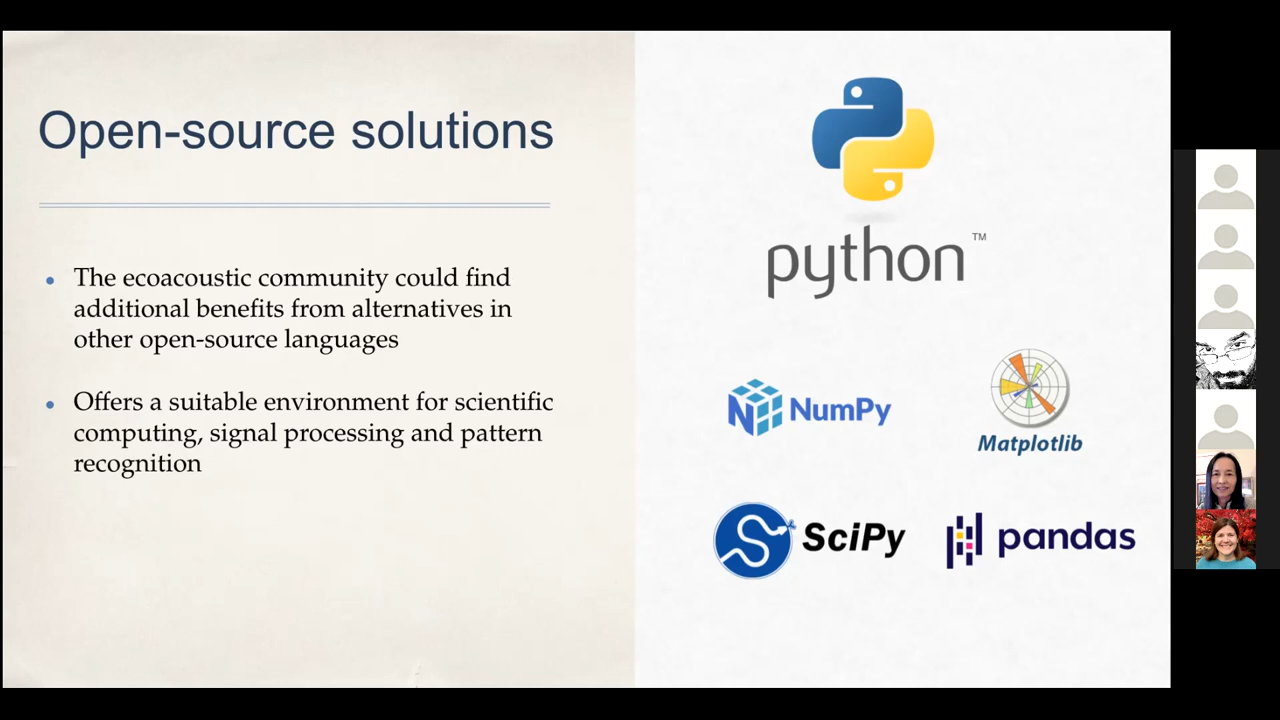 Open-source solutions
The ecoacoustic community could find
additional benefits from alternatives in
other open-source languages
Offers a suitable environment for scientific
computing, signal processing and pattern
recognition
python™
NumPy
Matplotlib
SciPy
pandas